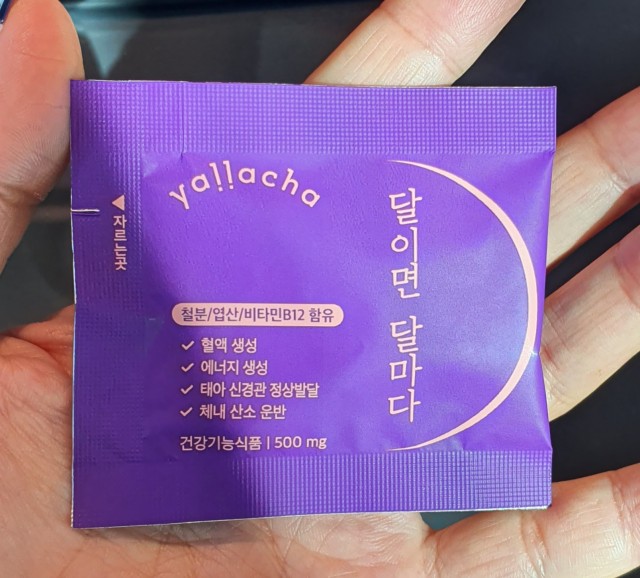 yallacha
◀ 자르는곳
달이면 달마다
철분/엽산/비타민B12 함유
✓ 혈액 생성
✓ 에너지 생성
✓ 태아 신경관 정상발달
✓ 체내 산소 운반
건강기능식품 | 500 mg